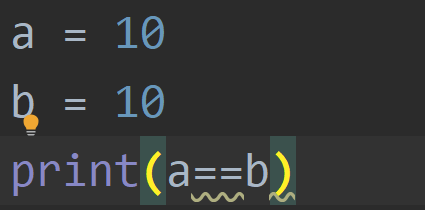 a = 10
b = 10
print(a==b)